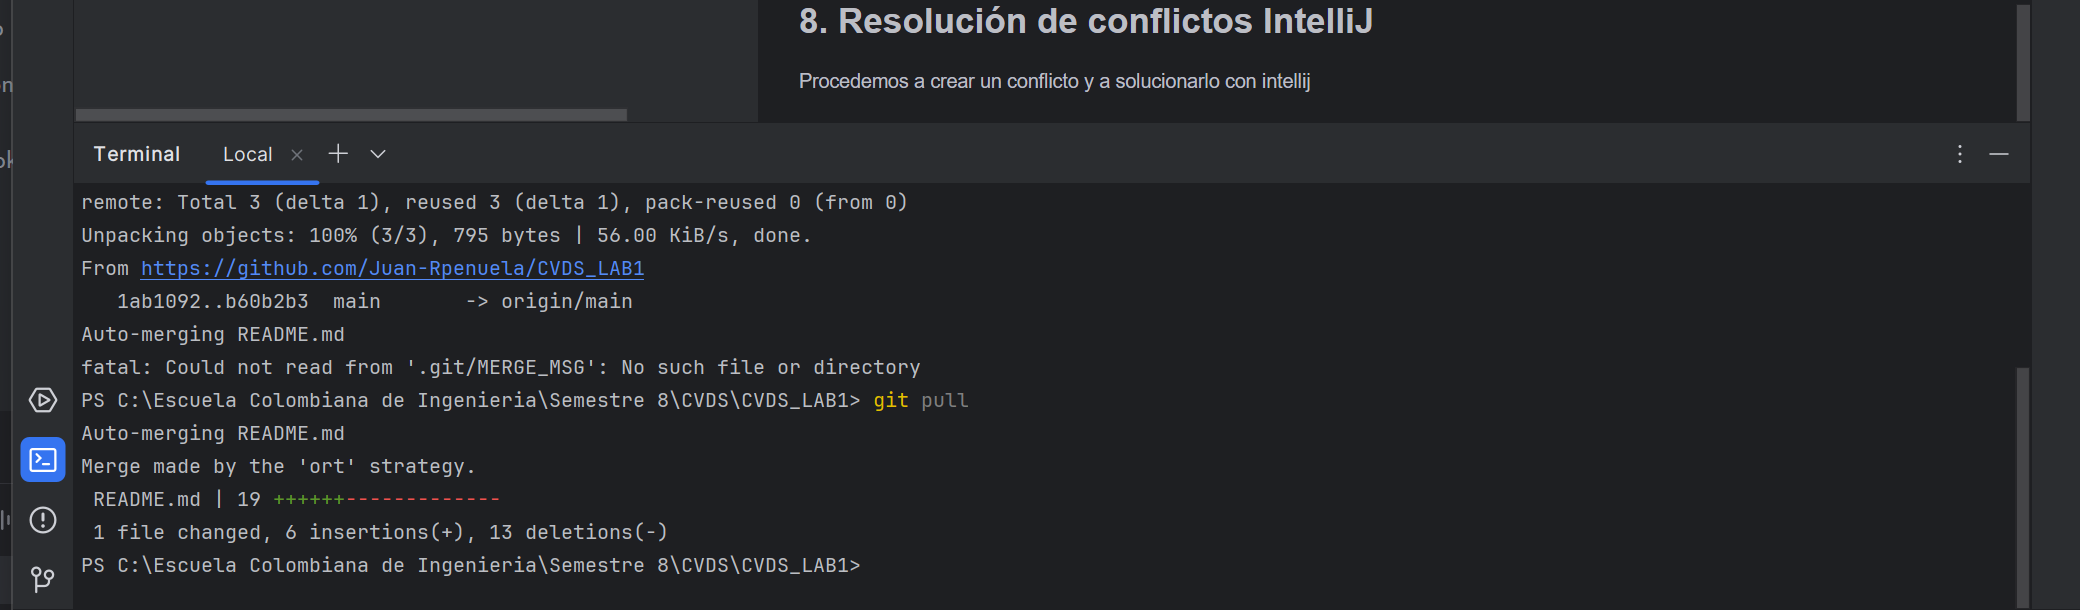 8. Resolución de conflictos IntelliJ
Procedemos a crear un conflicto y a solucionarlo con intellij
Terminal Local
remote: Total 3 (delta 1), reused 3 (delta 1), pack-reused 0 (from 0)
Unpacking objects: 100% (3/3), 795 bytes | 56.00 KiB/s, done.
From https://github.com/Juan-Rpenuela/CVDS_LAB1
   1ab1092..b60b2b3  main       -> origin/main
Auto-merging README.md
fatal: Could not read from '.git/MERGE_MSG': No such file or directory
PS C:\Escuela Colombiana de Ingenieria\Semestre 8\CVDS\CVDS_LAB1> git pull
Auto-merging README.md
Merge made by the 'ort' strategy.
 README.md | 19 ++++++-------------
 1 file changed, 6 insertions(+), 13 deletions(-)
PS C:\Escuela Colombiana de Ingenieria\Semestre 8\CVDS\CVDS_LAB1>